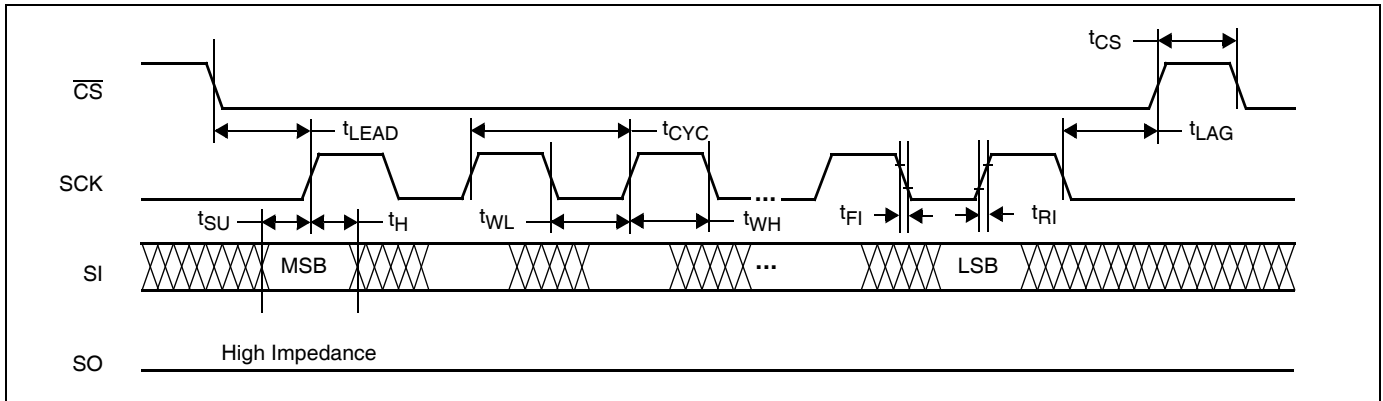 tCS
CS
tLEAD
tCYC
tLAG
SCK
...
tSU
tH
tWL
tWH
tFI
tRI
SI
MSB
...
LSB
High Impedance
SO